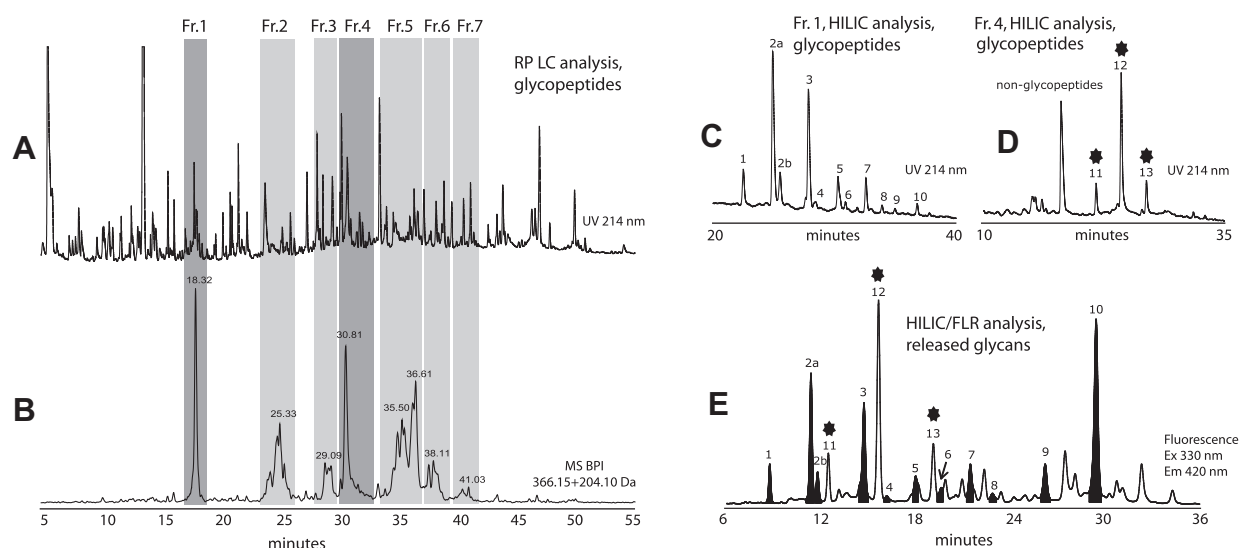 Fr.1 Fr.2 Fr.3 Fr.4 Fr.5 Fr.6 Fr.7
RP LC analysis,
glycopeptides
A
UV 214 nm
B
18.32
25.33
29.09
30.81
35.50
36.61
38.11
41.03
MS BPI
366.15+204.10 Da
5 10 15 20 25 30 35 40 45 50 55
minutes
Fr. 1, HILIC analysis,
glycopeptides
C
1 2a 2b 3 4 5 6 7 8 9 10
UV 214 nm
20 minutes 40
Fr. 4, HILIC analysis,
glycopeptides
non-glycopeptides
D
11 12 13
UV 214 nm
10 minutes 35
HILIC/FLR analysis,
released glycans
E
1 2a 2b 11 3 12 4 5 13 6 7 8 9 10
Fluorescence
Ex 330 nm
Em 420 nm
6 12 18 24 30 36
minutes